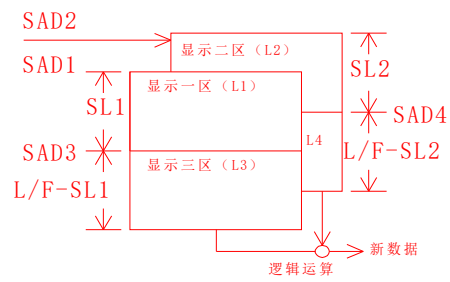 SAD2
显示二区（L2）
SAD1
SL2
显示一区（L1）
SL1
SAD4
L4
SAD3
显示三区（L3）
L/F-SL2
L/F-SL1
新数据
逻辑运算